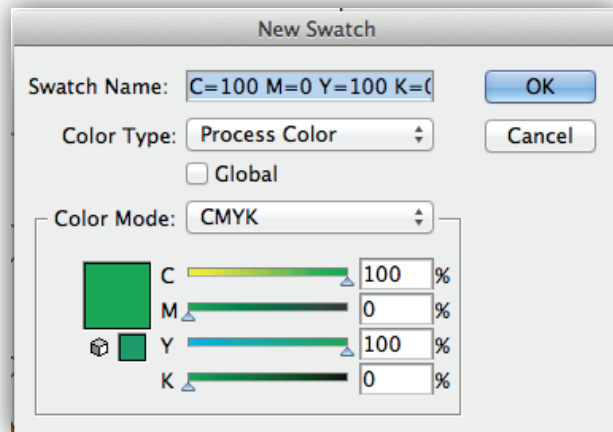 New Swatch
Swatch Name: C=100 M=0 Y=100 K=0 OK
Color Type: Process Color Cancel
Global
Color Mode: CMYK
C 100 %
M 0 %
Y 100 %
K 0 %